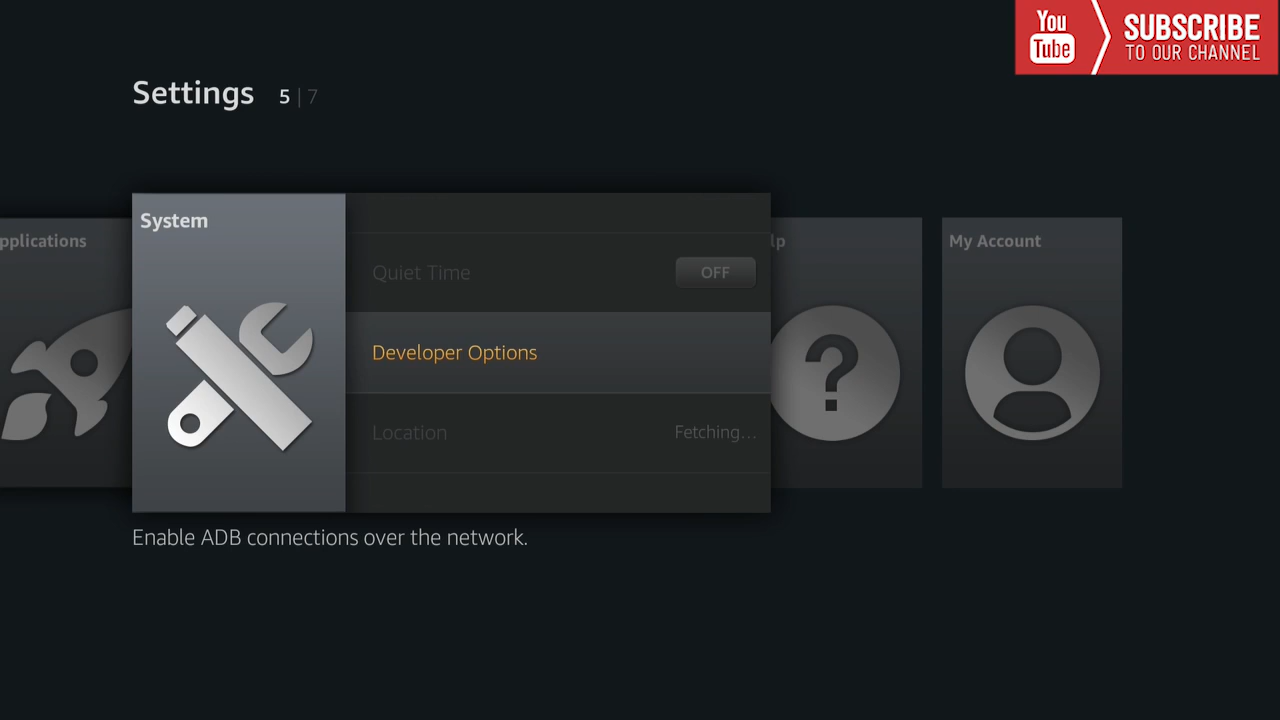 You
Tube
SUBSCRIBE
TO OUR CHANNEL
Settings 5 | 7
pplications
System
Quiet Time OFF
Developer Options
Location Fetching...
lp
My Account
Enable ADB connections over the network.